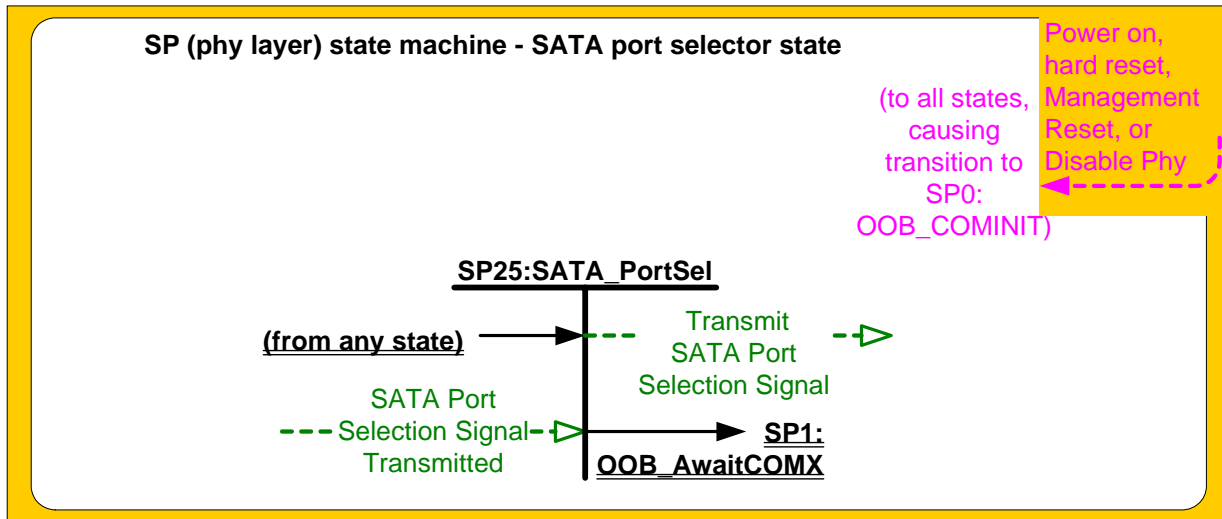 SP (phy layer) state machine - SATA port selector state
Power on,
hard reset,
Management
Reset, or
Disable Phy
(to all states,
causing
transition to
SP0:
OOB_COMINIT)
SP25:SATA_PortSel
(from any state)
Transmit
SATA Port
Selection Signal
SATA Port
Selection Signal
Transmitted
SP1:
OOB_AwaitCOMX